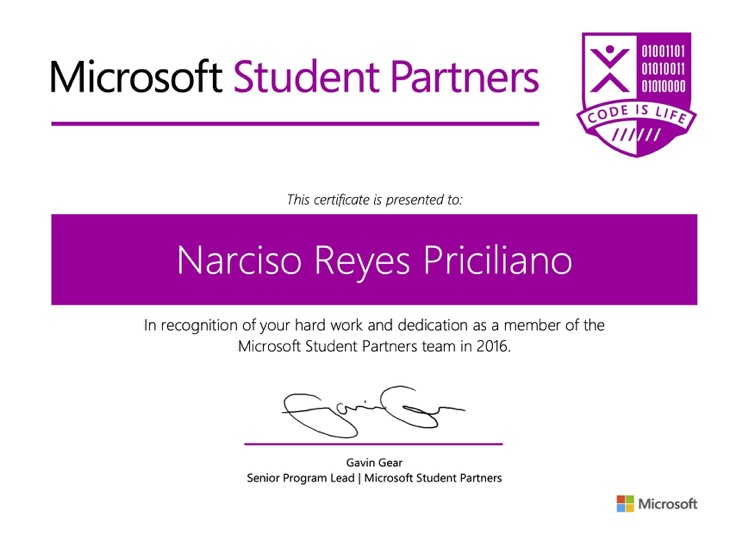 Microsoft Student Partners
01001101
01010011
01010000
CODE IS LIFE
//////
This certificate is presented to:
Narciso Reyes Priciliano
In recognition of your hard work and dedication as a member of the
Microsoft Student Partners team in 2016.
Gavin Gear
Gavin Gear
Senior Program Lead | Microsoft Student Partners
Microsoft